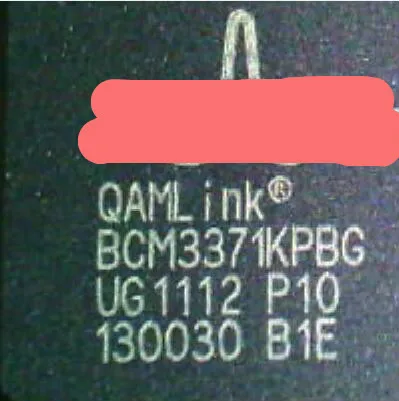 QAMLink®
BCM3371KPBG
UG1112 P10
130030 B1E